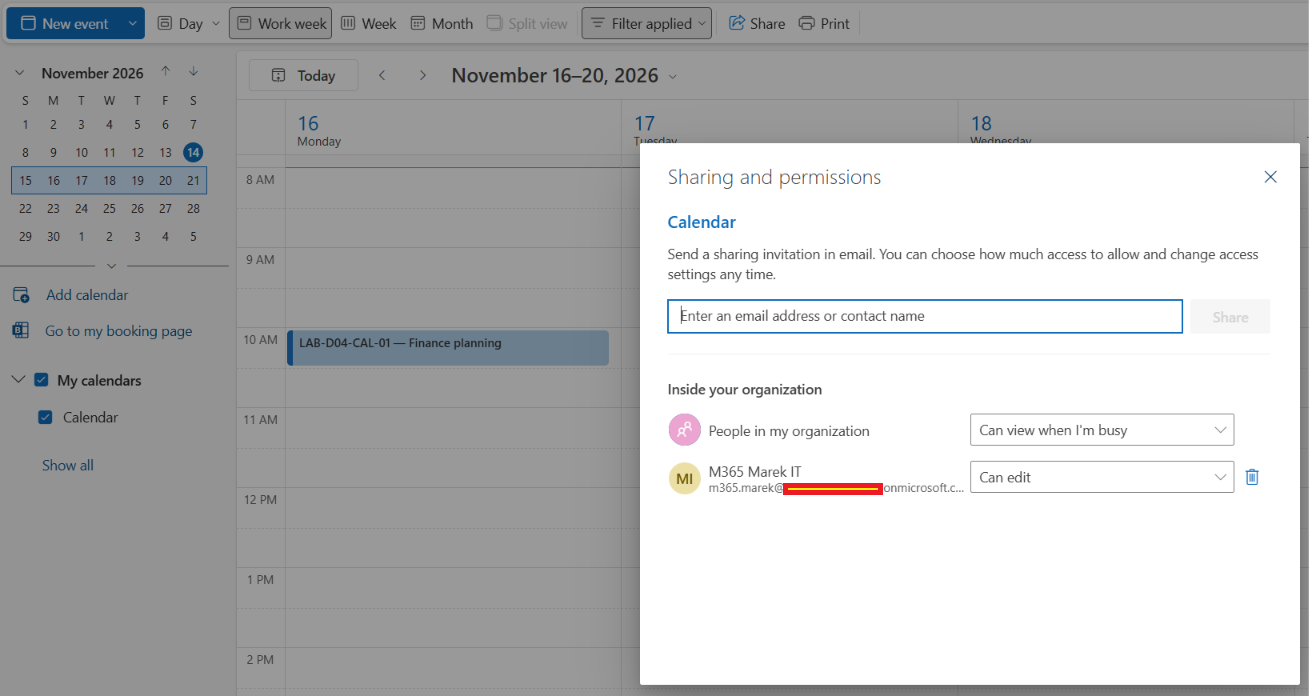 New event
Day
Work week
Week
Month
Split view
Filter applied
Share
Print
November 2026
S M T W T F S
1 2 3 4 5 6 7
8 9 10 11 12 13 14
15 16 17 18 19 20 21
22 23 24 25 26 27 28
29 30 1 2 3 4 5
Add calendar
Go to my booking page
My calendars
Calendar
Show all
Today
November 16–20, 2026
16
Monday
17
Tuesday
18
Wednesday
8 AM
9 AM
10 AM
LAB-D04-CAL-01 — Finance planning
11 AM
12 PM
1 PM
2 PM
Sharing and permissions
Calendar
Send a sharing invitation in email. You can choose how much access to allow and change access
settings any time.
Enter an email address or contact name
Share
Inside your organization
People in my organization
Can view when I'm busy
MI
M365 Marek IT
m365.marek@ onmicrosoft.c...
Can edit